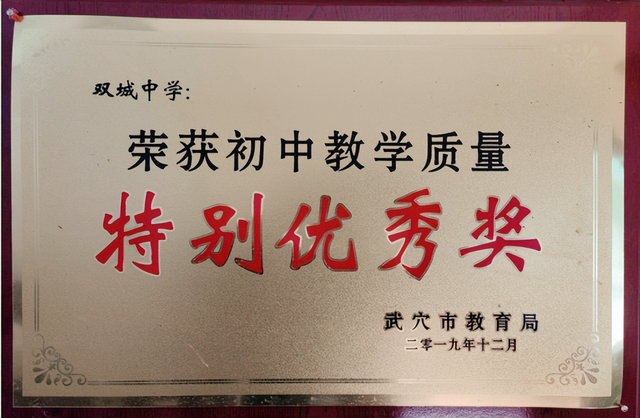 双城中学:
荣获初中教学质量
特别优秀奖
武穴市教育局
二零一九年十二月